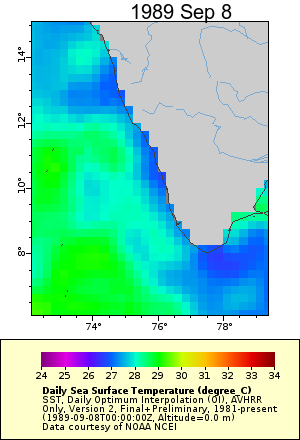 1989 Sep 8
14°
12°
10°
8°
74° 76° 78°
24 25 26 27 28 29 30 31 32 33 34
Daily Sea Surface Temperature (degree_C)
SST, Daily Optimum Interpolation (OI), AVHRR
Only, Version 2, Final+Preliminary, 1981-present
(1989-09-08T00:00:00Z, Altitude=0.0 m)
Data courtesy of NOAA NCEI